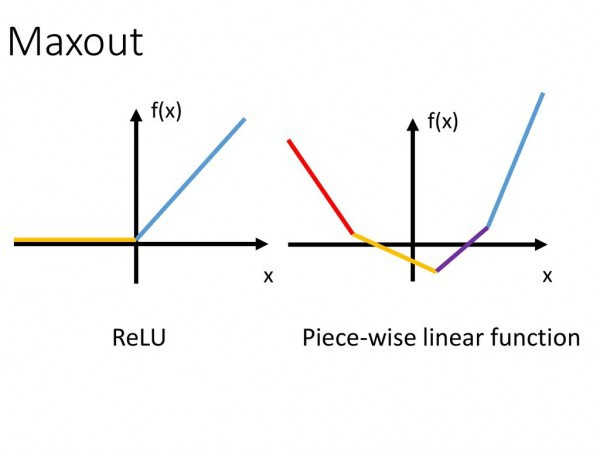 Maxout
f(x)
x
ReLU
f(x)
x
Piece-wise linear function